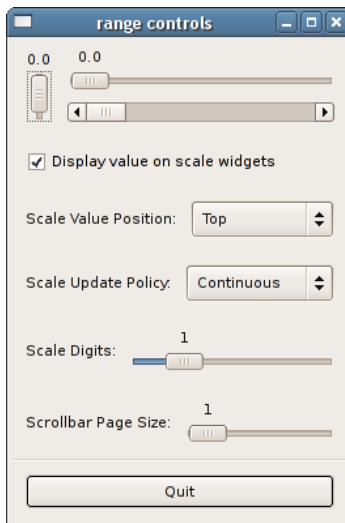 range controls
0.0
0.0
Display value on scale widgets
Scale Value Position: Top
Scale Update Policy: Continuous
1
Scale Digits:
1
Scrollbar Page Size:
Quit